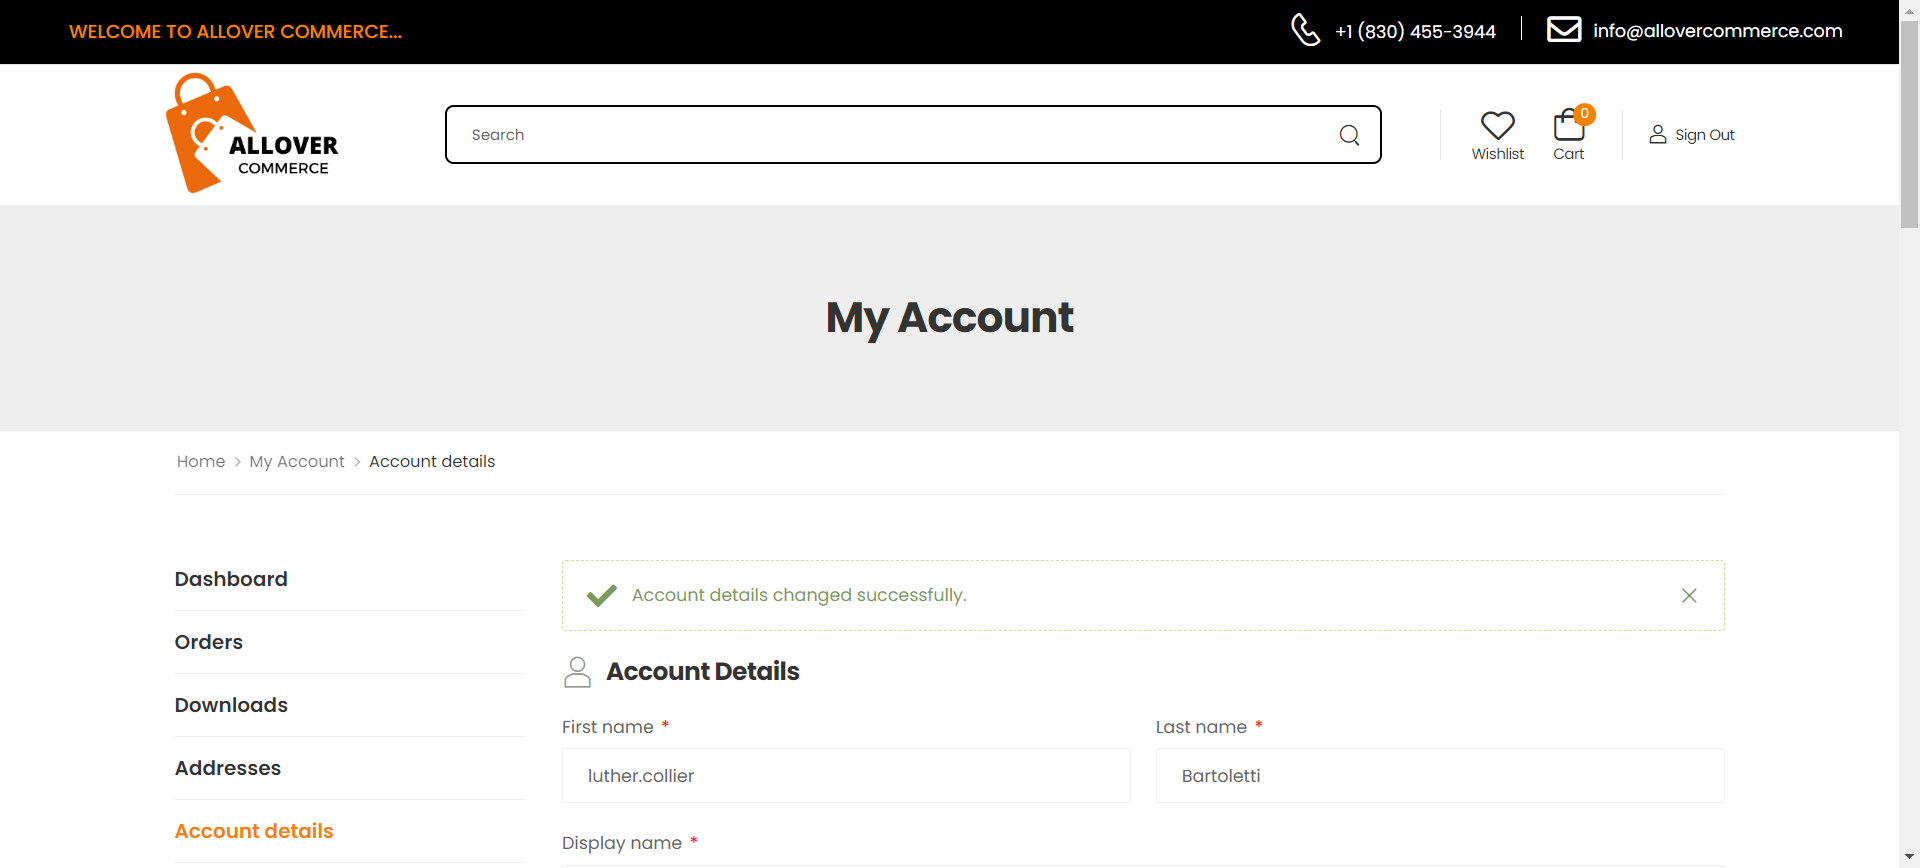 WELCOME TO ALLOVER COMMERCE...
+1 (830) 455-3944
info@allovercommerce.com
ALLOVER
COMMERCE
Search
Wishlist
0
Cart
Sign Out
My Account
Home > My Account > Account details
Dashboard
Orders
Downloads
Addresses
Account details
Account details changed successfully.
Account Details
First name *
Last name *
luther.collier
Bartoletti
Display name *